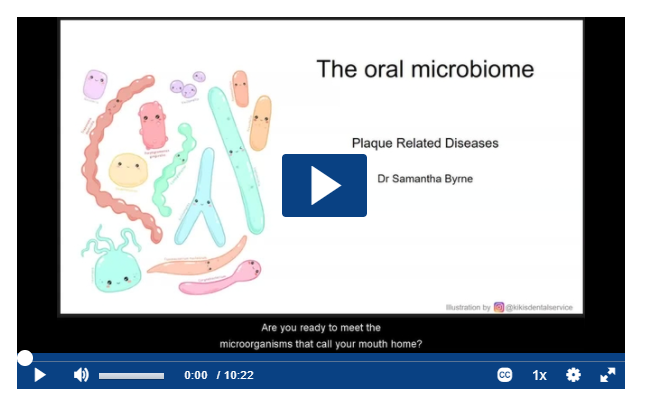 The oral microbiome
Plaque Related Diseases
Dr Samantha Byrne
Illustration by @kikisdentalservice
Are you ready to meet the
microorganisms that call your mouth home?
0:00 / 10:22
CC
1x